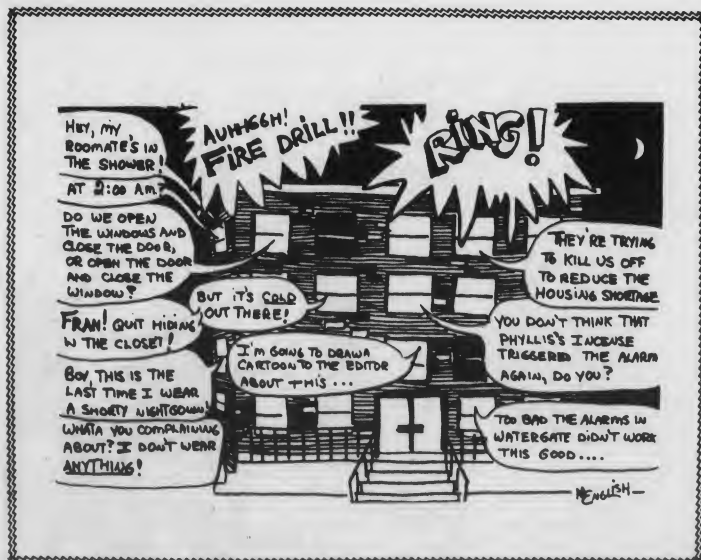 AUHHGGH!
FIRE DRILL!!
RING!
HEY, MY
ROOMATE'S IN
THE SHOWER!
AT 2:00 A.M?
DO WE OPEN
THE WINDOWS AND
CLOSE THE DOOR,
OR OPEN THE DOOR
AND CLOSE THE
WINDOW?
THEY'RE TRYING
TO KILL US OFF
TO REDUCE THE
HOUSING SHORTAGE
BUT IT'S COLD
OUT THERE!
FRAN! QUIT HIDING
IN THE CLOSET!
YOU DON'T THINK THAT
PHYLLIS'S INCENSE
TRIGGERED THE ALARM
AGAIN, DO YOU?
I'M GOING TO DRAW A
CARTOON TO THE EDITOR
ABOUT THIS...
BOY, THIS IS THE
LAST TIME I WEAR
A SHORTY NIGHTGOWN!
WHATA YOU COMPLAINING
ABOUT? I DON'T WEAR
ANYTHING!
TOO BAD THE ALARMS IN
WATERGATE DIDN'T WORK
THIS GOOD....
ENGLISH